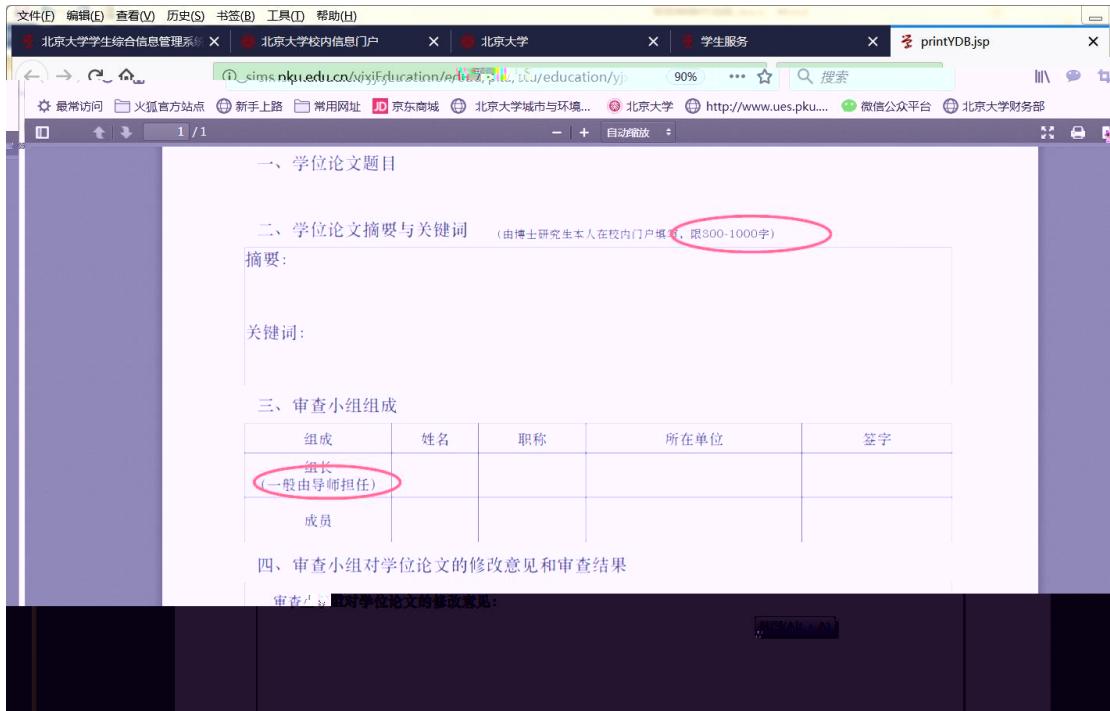 文件(F) 编辑(E) 查看(V) 历史(S) 书签(B) 工具(T) 帮助(H)
北京大学学生综合信息管理系统 北京大学校内信息门户 北京大学 学生服务 printYDB.jsp
90% 搜索
最常访问 火狐官方站点 新手上路 常用网址 JD 京东商城 北京大学城市与环境... 北京大学 http://www.ues.pku.... 微信公众平台 北京大学财务部
1 / 1 自动缩放
一、学位论文题目
二、学位论文摘要与关键词 (由博士研究生本人在校内门户填写，限800-1000字)
摘要:
关键词:
三、审查小组组成
组成 姓名 职称 所在单位 签字
组长
(一般由导师担任)
成员
四、审查小组对学位论文的修改意见和审查结果
审查小组对学位论文的修改意见: